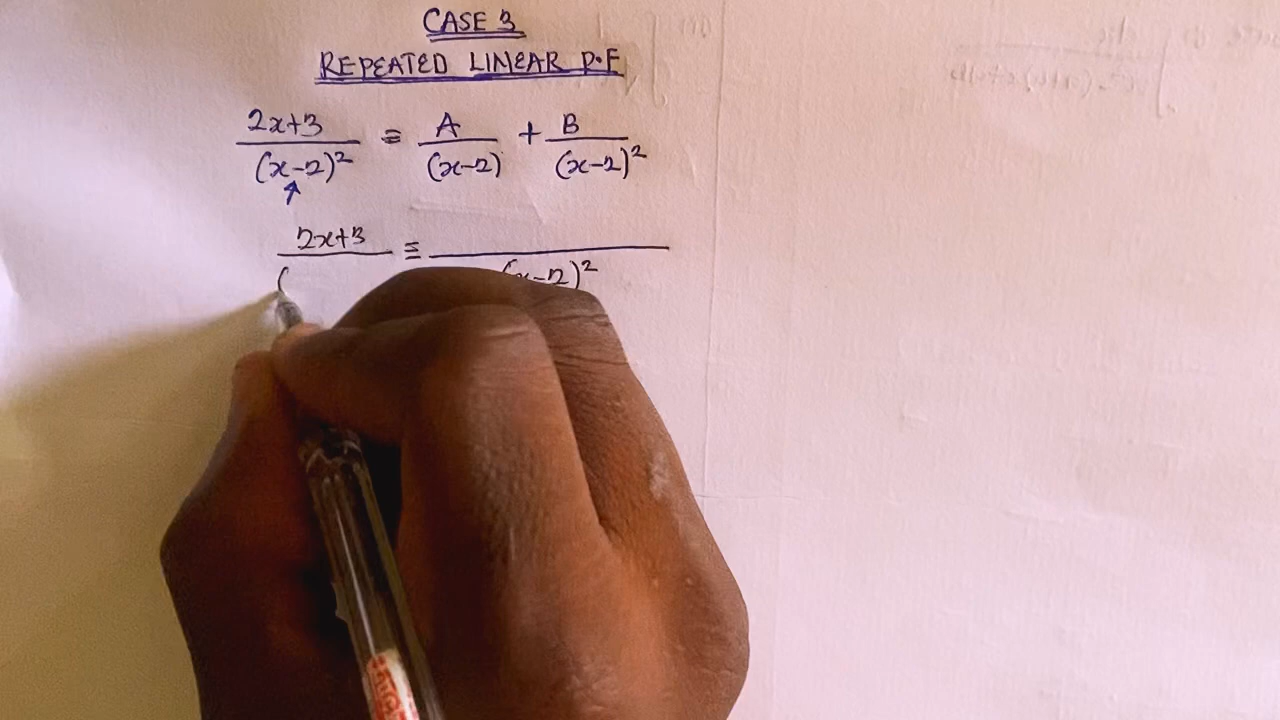 CASE 3
REPEATED LINEAR P.F
2x+3 / (x-2)² ≡ A / (x-2) + B / (x-2)²
2x+3 / ( ≡ / (x-2)²